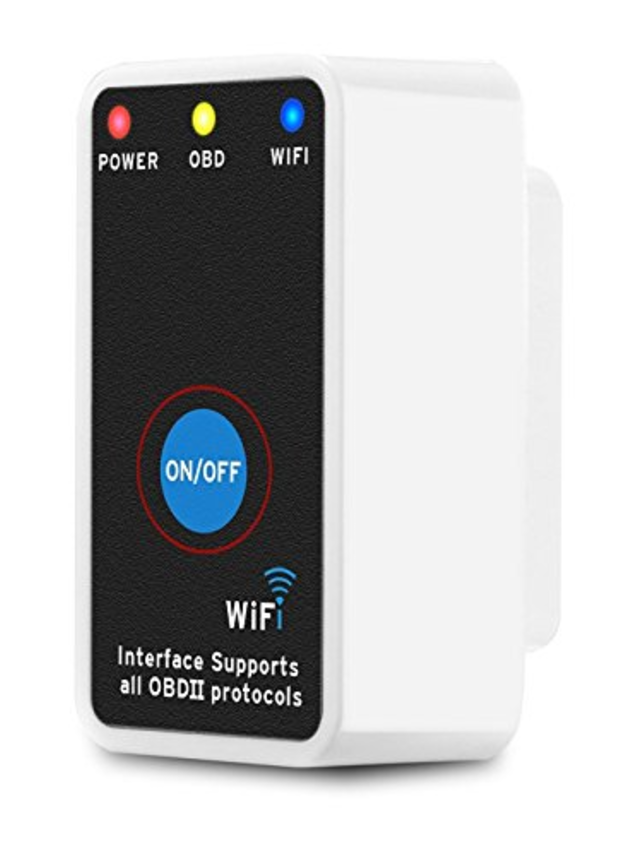 POWER OBD WIFI
ON/OFF
WiFi
Interface Supports
all OBDII protocols